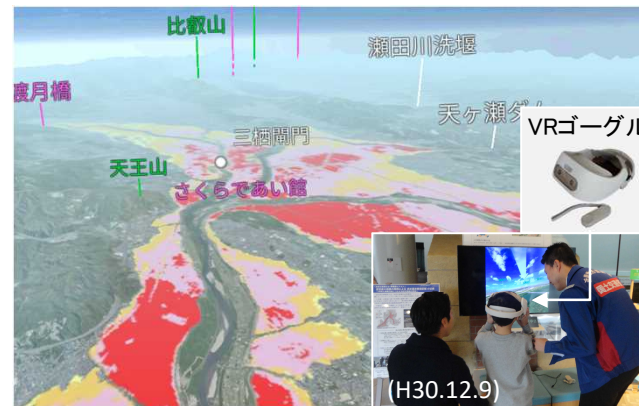 比叡山
瀬田川洗堰
渡月橋
天ヶ瀬ダム
三栖閘門
VRゴーグル
天王山
さくらであい館
(H30.12.9)